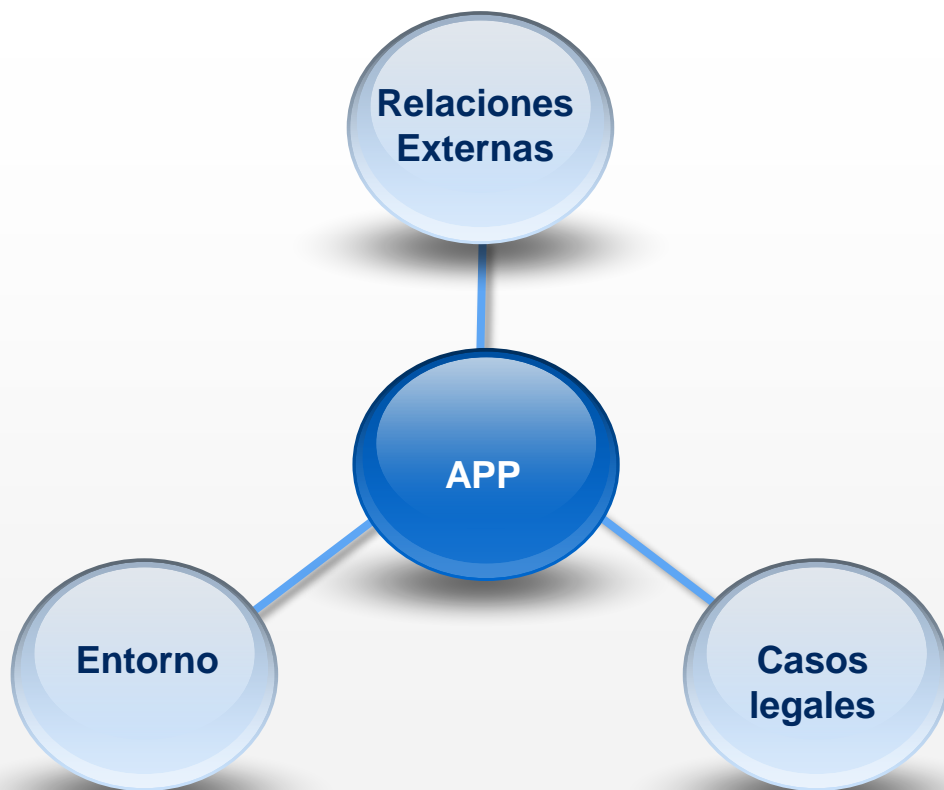 Relaciones
Externas
APP
Entorno
Casos
legales